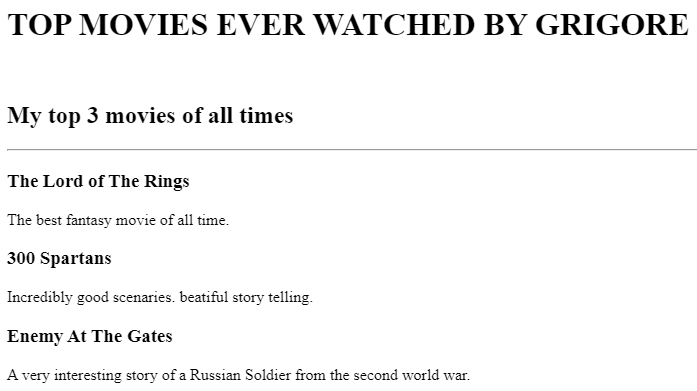 TOP MOVIES EVER WATCHED BY GRIGORE
My top 3 movies of all times
The Lord of The Rings
The best fantasy movie of all time.
300 Spartans
Incredibly good scenaries. beatiful story telling.
Enemy At The Gates
A very interesting story of a Russian Soldier from the second world war.